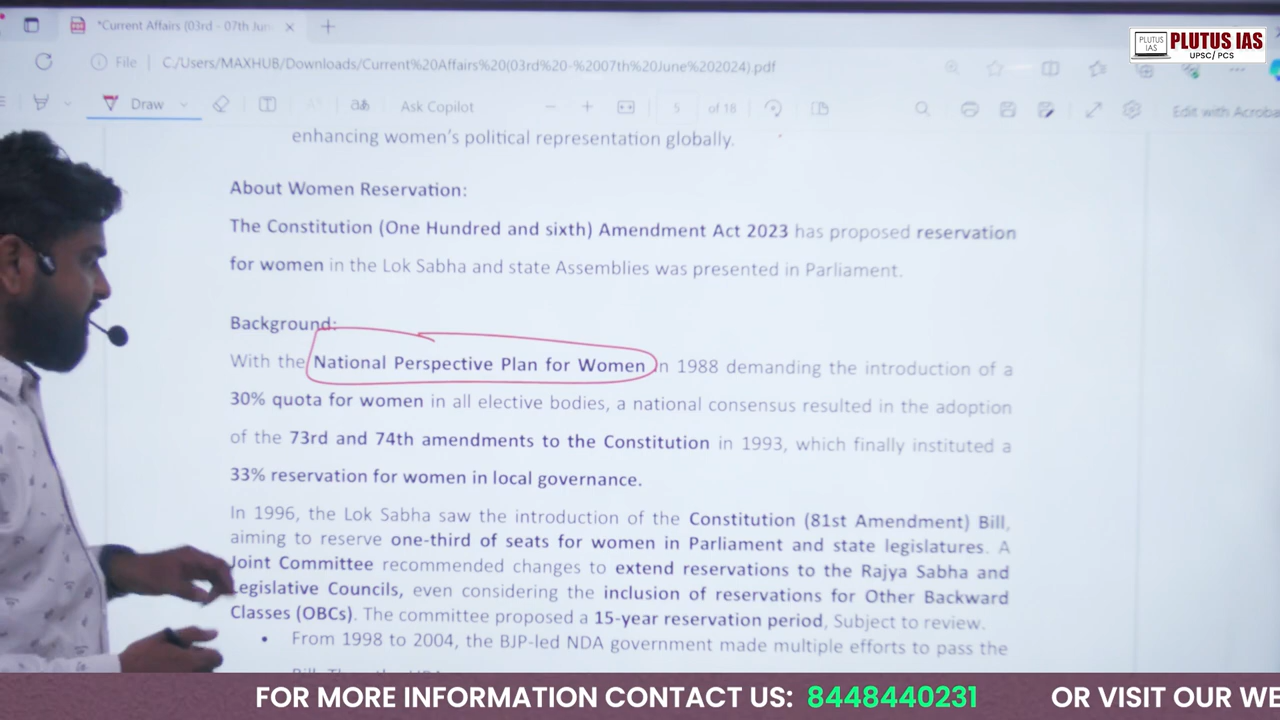 *Current Affairs (03rd - 07th Jun
PLUTUS IAS
PLUTUS IAS
UPSC/ PCS
File | C:/Users/MAXHUB/Downloads/Current%20
%2007th%20June%202024).pdf
Draw
Ask Copilot
5 of 18
Edit with Acroba
enhancing women's political representation globally.
About Women Reservation:
The Constitution (One Hundred and sixth) Amendment Act 2023 has proposed reservation
for women in the Lok Sabha and state Assemblies was presented in Parliament.
Background:
With the National Perspective Plan for Women in 1988 demanding the introduction of a
30% quota for women in all elective bodies, a national consensus resulted in the adoption
of the 73rd and 74th amendments to the Constitution in 1993, which finally instituted a
33% reservation for women in local governance.
In 1996, the Lok Sabha saw the introduction of the Constitution (81st Amendment) Bill,
aiming to reserve one-third of seats for women in Parliament and state legislatures. A
Joint Committee recommended changes to extend reservations to the Rajya Sabha and
Legislative Councils, even considering the inclusion of reservations for Other Backward
Classes (OBCs). The committee proposed a 15-year reservation period, Subject to review.
• From 1998 to 2004, the BJP-led NDA government made multiple efforts to pass the
FOR MORE INFORMATION CONTACT US: 8448440231 OR VISIT OUR WE